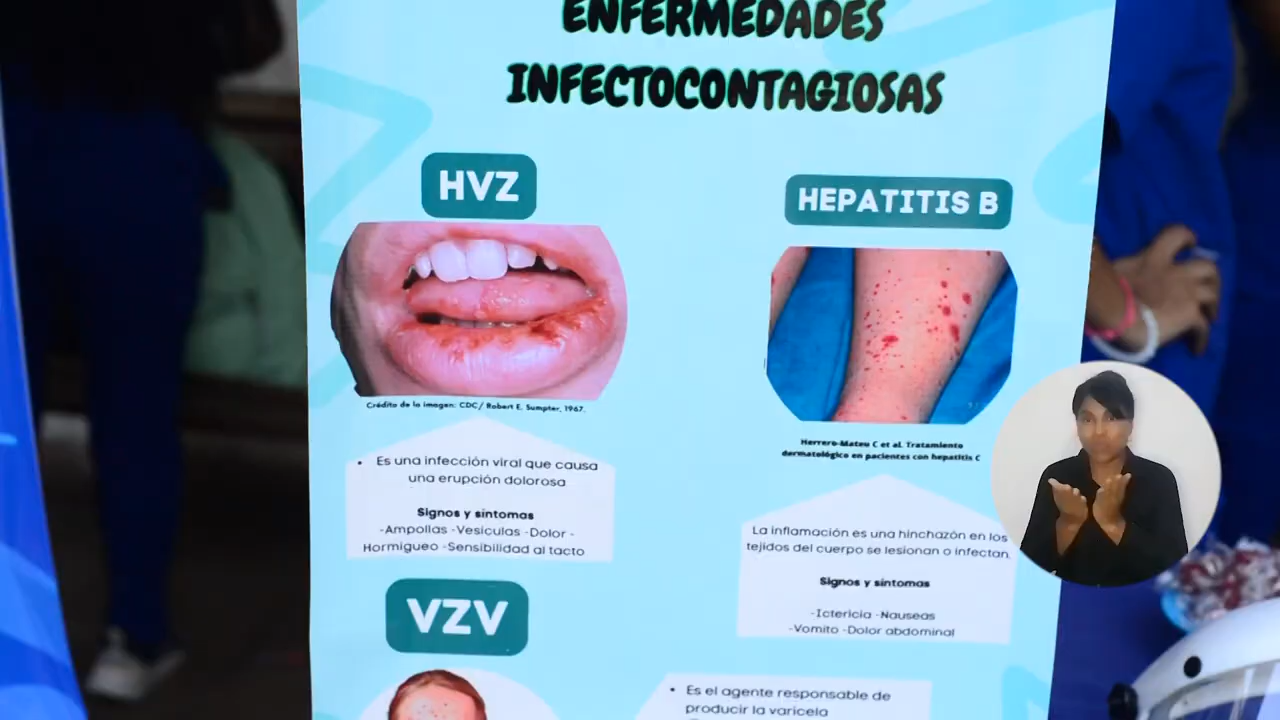 ENFERMEDADES
INFECTOCONTAGIOSAS
HVZ
Crédito de la imagen: CDC/ Robert E. Sumpter, 1967.
• Es una infección viral que causa
una erupción dolorosa
Signos y sintomas
-Ampollas -Vesiculas -Dolor -
Hormigueo -Sensibilidad al tacto
HEPATITIS B
Herrero-Mateu C et al. Tratamiento
dermatológico en pacientes con hepatitis C
La inflamación es una hinchazón en los
tejidos del cuerpo se lesionan o infectan.
Signos y sintomas
-Ictericia -Nauseas
-Vomito -Dolor abdominal
VZV
• Es el agente responsable de
producir la varicela